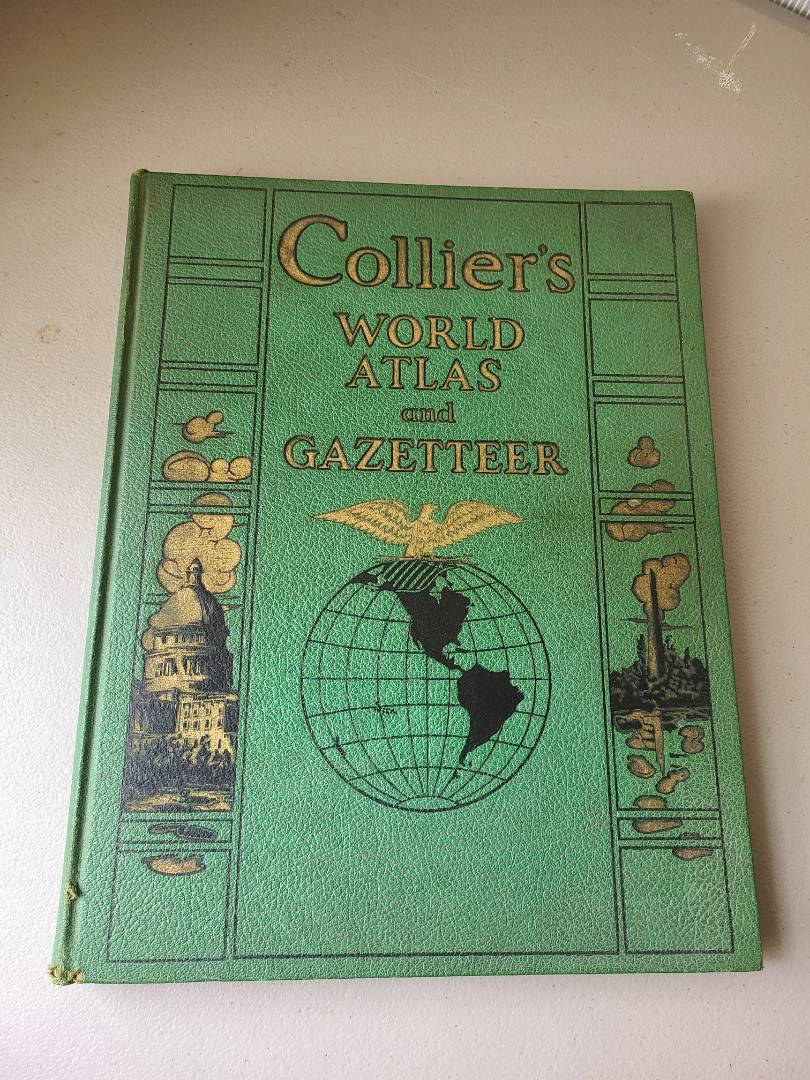 Collier's
WORLD
ATLAS
and
GAZETTEER